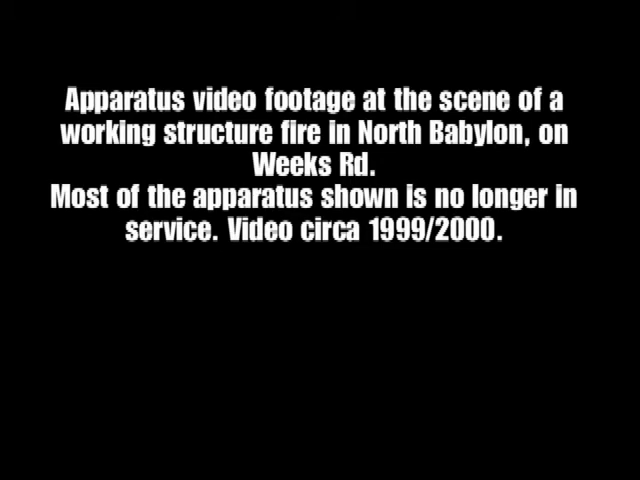 Apparatus video footage at the scene of a
working structure fire in North Babylon, on
Weeks Rd.
Most of the apparatus shown is no longer in
service. Video circa 1999/2000.